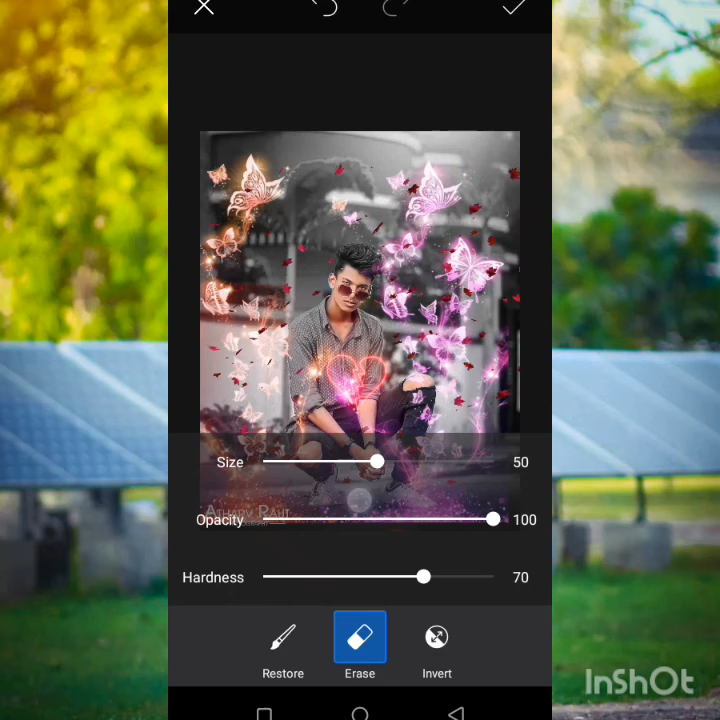 Size 50
Opacity 100
Hardness 70
Restore Erase Invert
InShOt